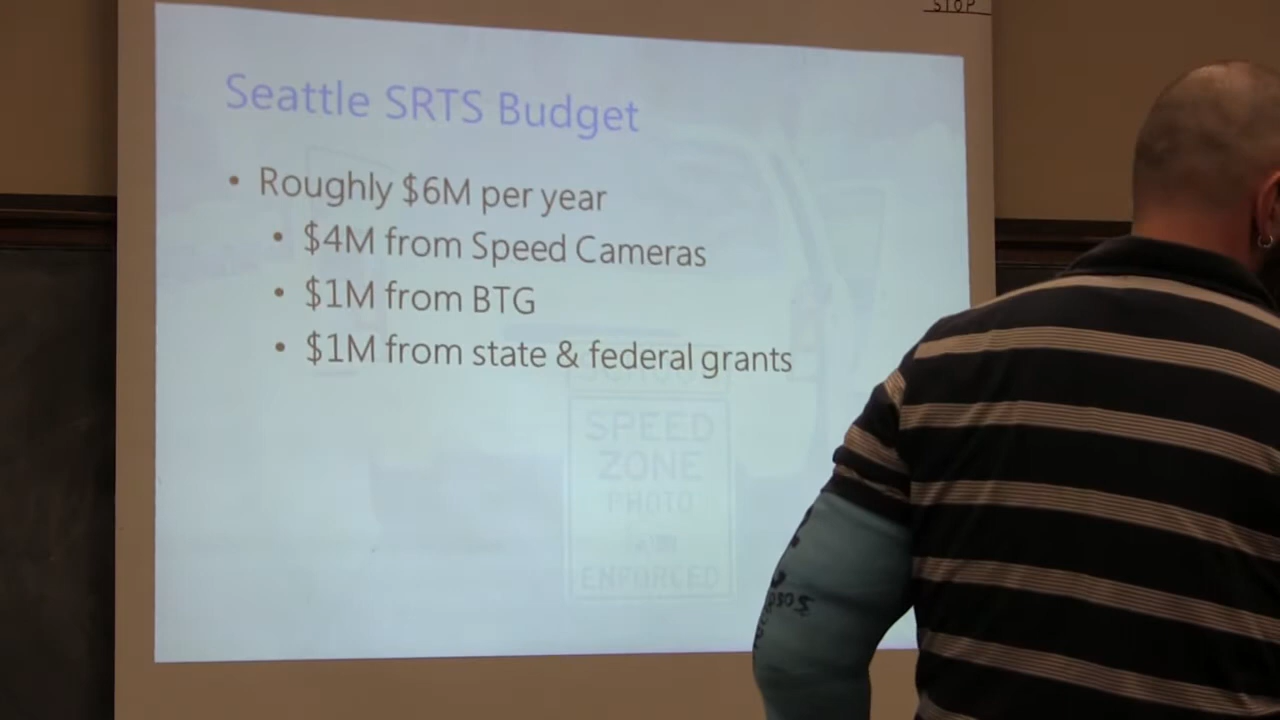 STOP
Seattle SRTS Budget
• Roughly $6M per year
• $4M from Speed Cameras
• $1M from BTG
• $1M from state & federal grants
SCHOOL
SPEED
ZONE
PHOTO
ENFORCED